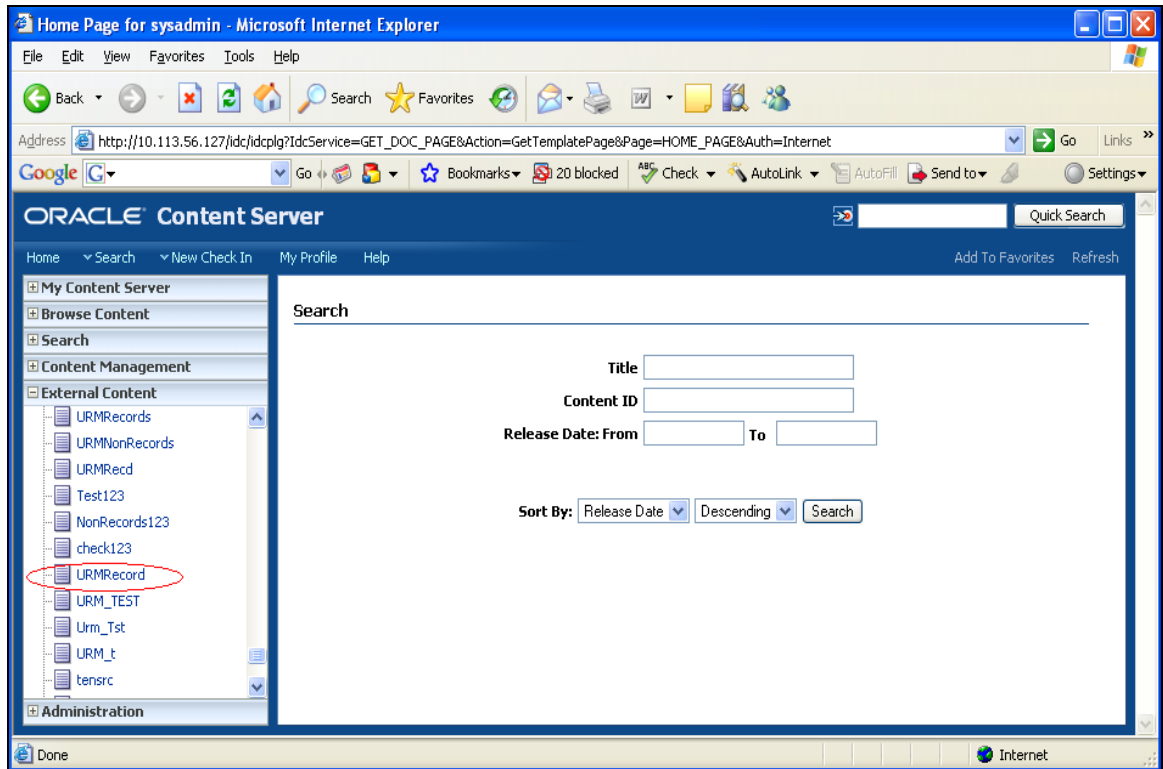 Home Page for sysadmin - Microsoft Internet Explorer
File Edit View Favorites Tools Help
Back Search Favorites
Address http://10.113.56.127/idc/idcplg?IdcService=GET_DOC_PAGE&Action=GetTemplatePage&Page=HOME_PAGE&Auth=Internet Go Links »
Google G Go Bookmarks 20 blocked ABC Check AutoLink AutoFill Send to Settings
ORACLE Content Server Quick Search
Home Search New Check In My Profile Help Add To Favorites Refresh
My Content Server
Browse Content
Search
Content Management
External Content
URMRecords
URMNonRecords
URMRecd
Test123
NonRecords123
check123
URMRecord
URM_TEST
Urm_Tst
URM_t
tensrc
Administration
Search
Title
Content ID
Release Date: From To
Sort By: Release Date Descending Search
Done Internet